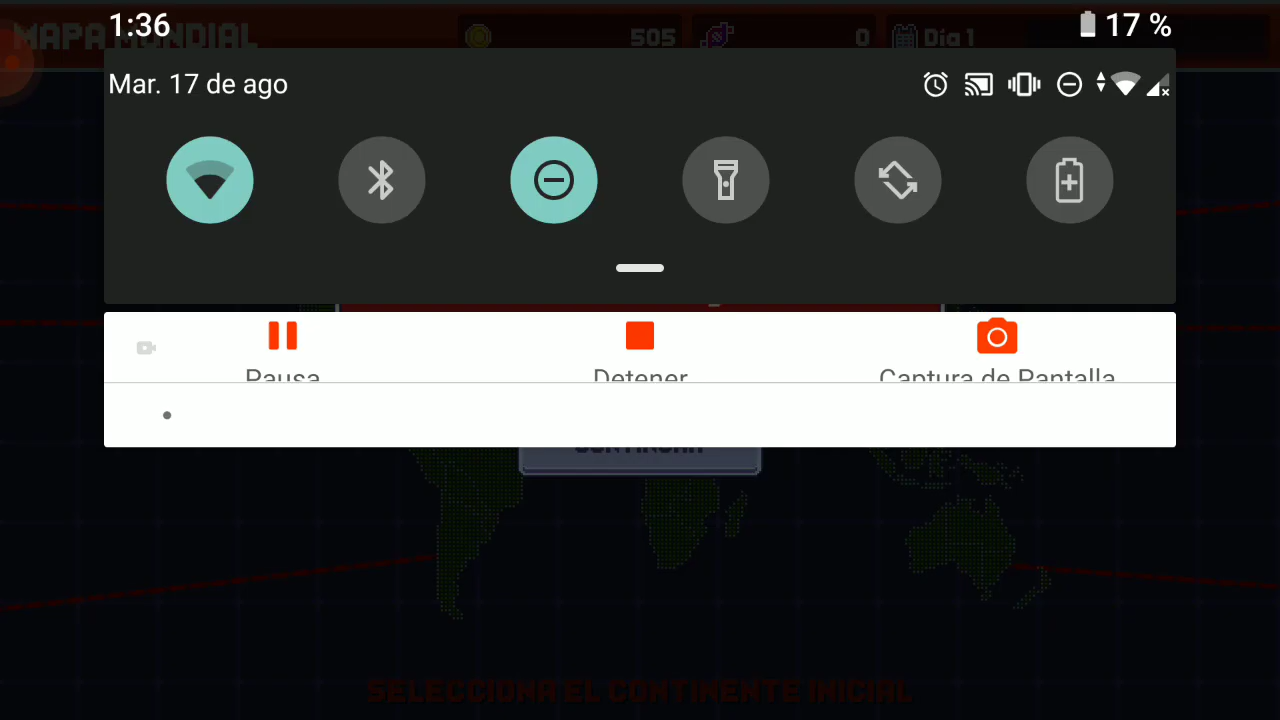 1:36
17 %
MAPA MUNDIAL
505
0
Día 1
Mar. 17 de ago
Pausa
Detener
Captura de Pantalla
CONTINUAR
SELECCIONA EL CONTINENTE INICIAL